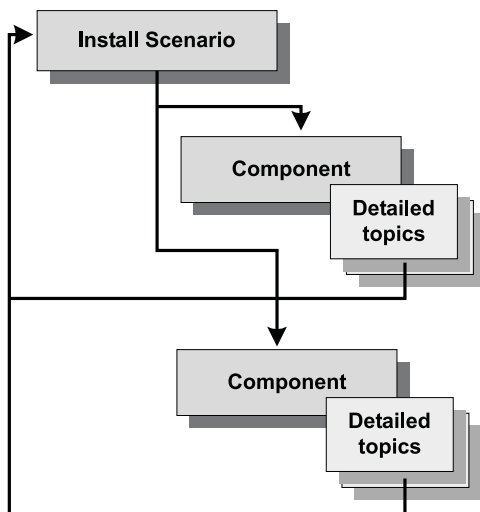 Install Scenario
Component
Detailed
topics
Component
Detailed
topics